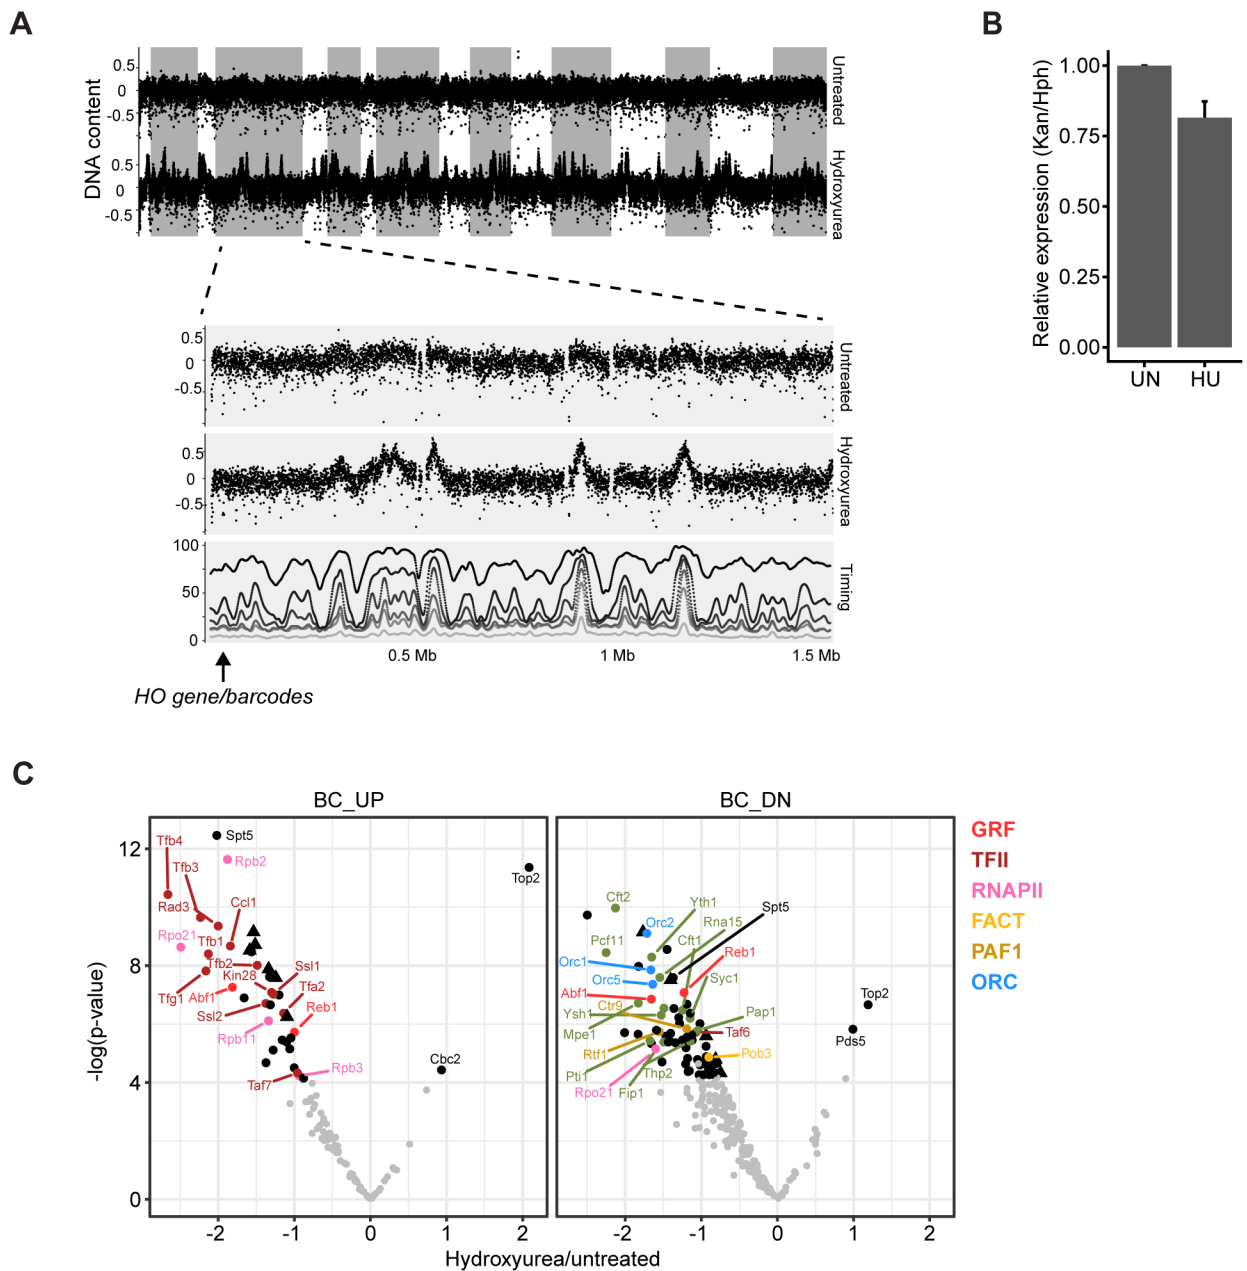 A
B
DNA content
0.5
0
-0.5
Untreated
0.5
0
-0.5
Hydroxyurea
0.5
0
-0.5
Untreated
0.5
0
-0.5
Hydroxyurea
100
50
0
Timing
0.5 Mb
1 Mb
1.5 Mb
HO gene/barcodes
Relative expression (Kan/Hph)
1.00
0.75
0.50
0.25
0.00
UN
HU
C
BC_UP
BC_DN
-log(p-value)
12
8
4
0
Tfb4
Spt5
Rpb2
Tfb3
Top2
Rad3
Ccl1
Rpo21
Tfb1
Tfb2
Ssl1
Kin28
Tfg1
Tfa2
Abf1
Reb1
Ssl2
Rpb11
Cbc2
Rpb3
Taf7
-2
-1
0
1
2
Cft2
Yth1
Spt5
Orc2
Rna15
Pcf11
Cft1
Reb1
Orc1
Orc5
Syc1
Abf1
Top2
Ctr9
Ysh1
Pap1
Mpe1
Taf6
Pds5
Rtf1
Pob3
Pti1
Thp2
Rpo21
Fip1
-2
-1
0
1
2
Hydroxyurea/untreated
GRF
TFII
RNAPII
FACT
PAF1
ORC